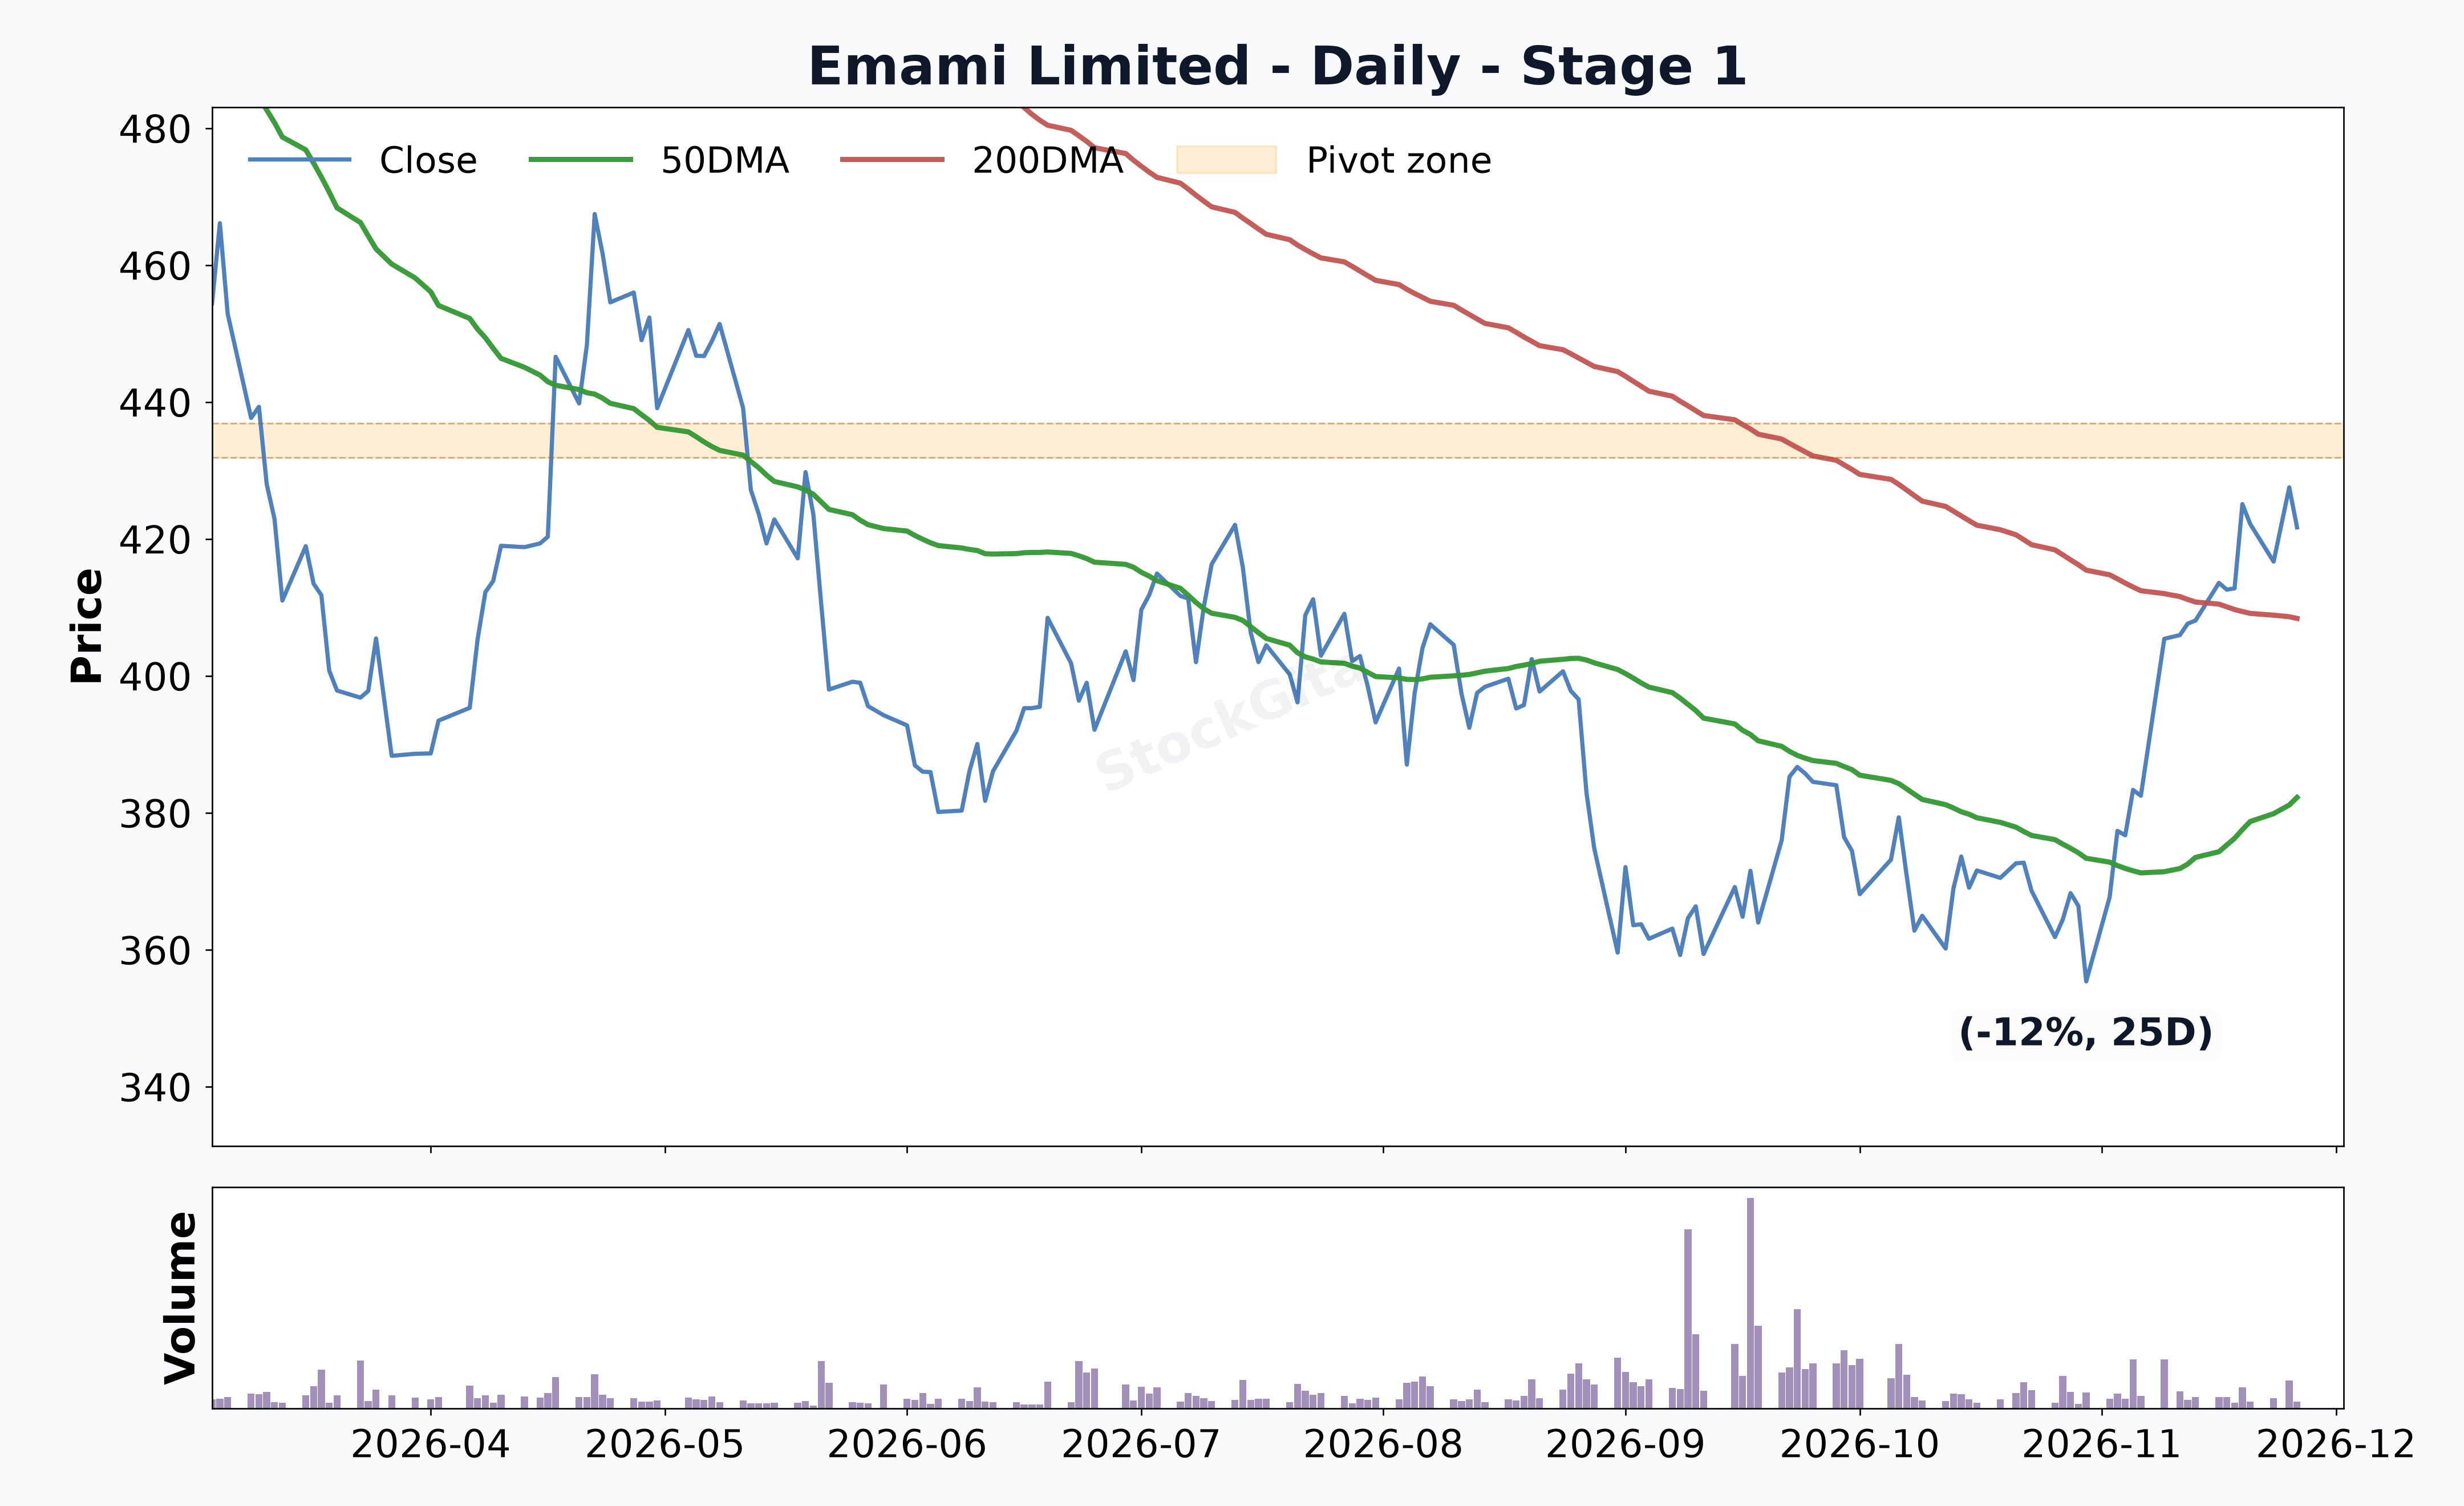 Emami Limited - Daily - Stage 1
Close 50DMA 200DMA Pivot zone
480
460
440
420
400
380
360
340
Price
StockGita
(-12%, 25D)
Volume
2026-04 2026-05 2026-06 2026-07 2026-08 2026-09 2026-10 2026-11 2026-12